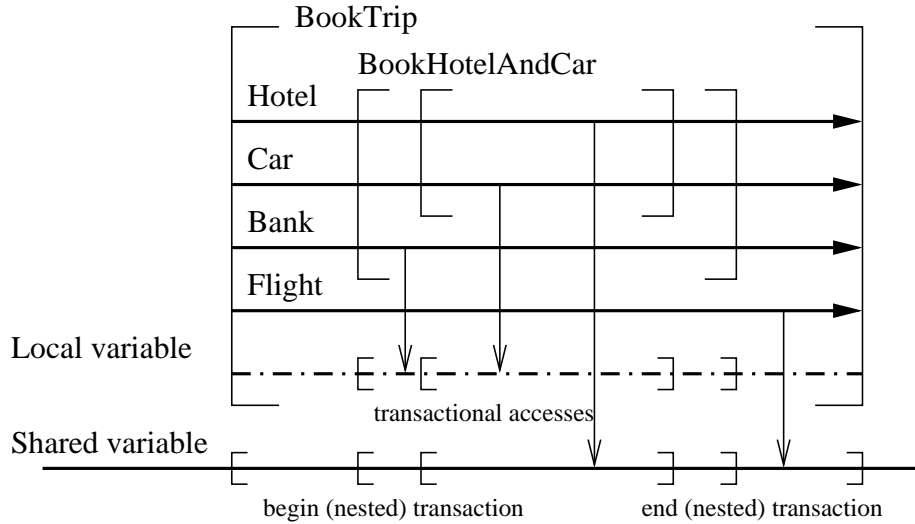 BookTrip
BookHotelAndCar
Hotel
Car
Bank
Flight
Local variable
transactional accesses
Shared variable
begin (nested) transaction
end (nested) transaction